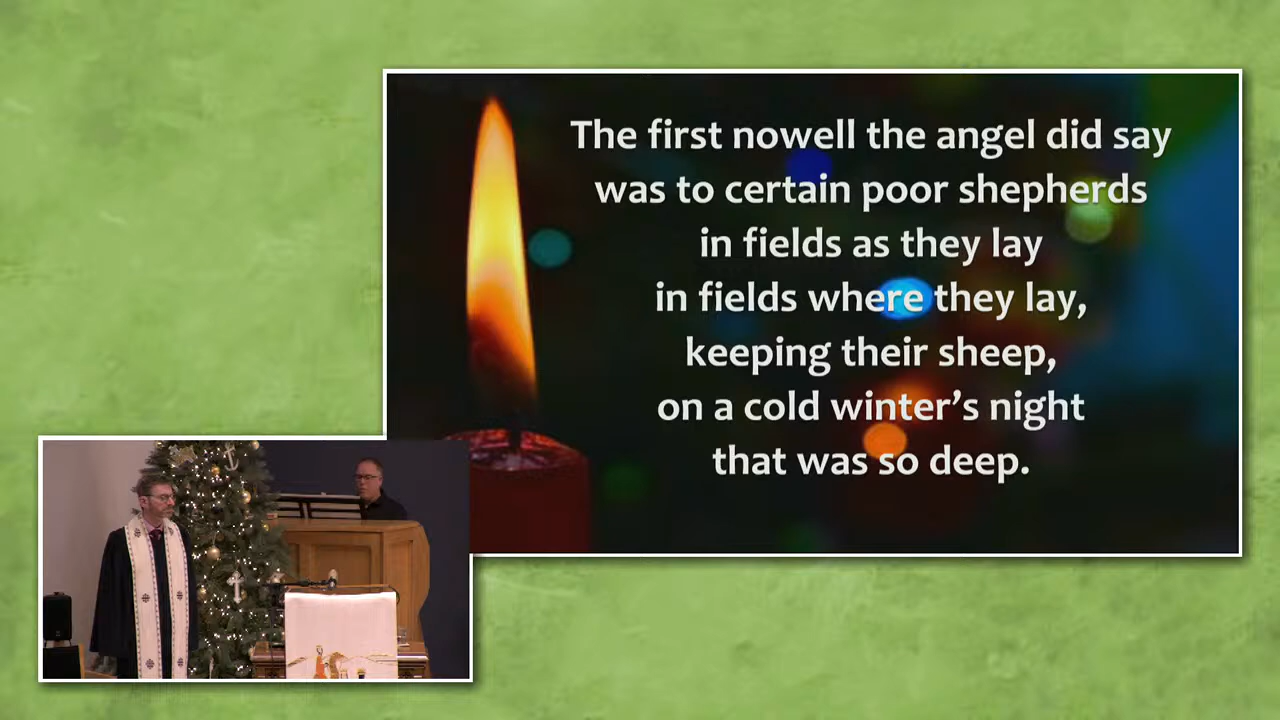 The first nowell the angel did say
was to certain poor shepherds
in fields as they lay
in fields where they lay,
keeping their sheep,
on a cold winter’s night
that was so deep.